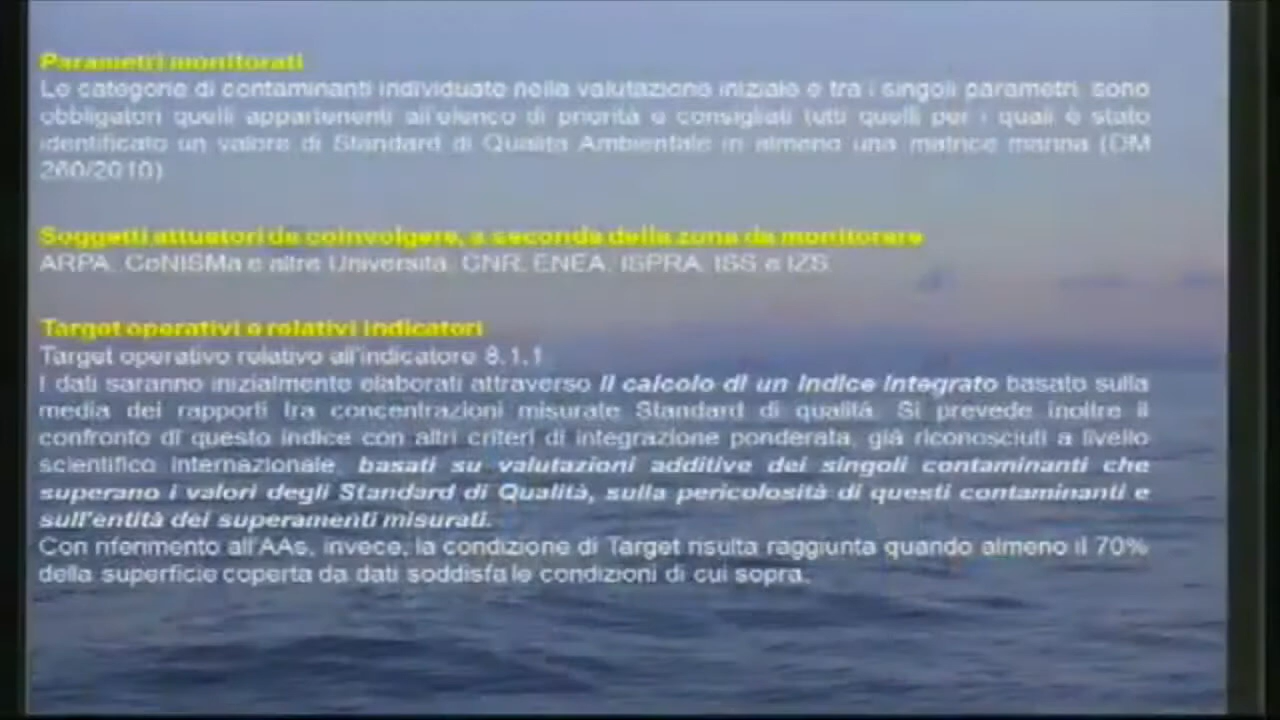 Parametri monitorati
Le categorie di contaminanti individuate nella valutazione iniziale e tra i singoli parametri, sono
obbligatori quelli appartenenti all'elenco di priorità e consigliati tutti quelli per i quali è stato
identificato un valore di Standard di Qualità Ambientale in almeno una matrice marina (DM
260/2010)
Soggetti attuatori da coinvolgere, a seconda della zona da monitorare
ARPA, CoNISMa e altre Università, CNR, ENEA, ISPRA, ISS e IZS
Target operativi e relativi indicatori
Target operativo relativo all'indicatore 8.1.1
I dati saranno inizialmente elaborati attraverso il calcolo di un indice integrato basato sulla
media dei rapporti tra concentrazioni misurate Standard di qualità. Si prevede inoltre il
confronto di questo indice con altri criteri di integrazione ponderata, già riconosciuti a livello
scientifico internazionale, basati su valutazioni additive dei singoli contaminanti che
superano i valori degli Standard di Qualità, sulla pericolosità di questi contaminanti e
sull'entità dei superamenti misurati.
Con riferimento all'AAs, invece, la condizione di Target risulta raggiunta quando almeno il 70%
della superficie coperta da dati soddisfa le condizioni di cui sopra.